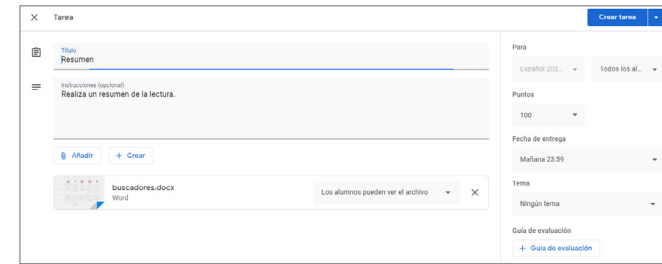 Tarea
Crear tarea
Título
Resumen
Instrucciones (opcional)
Realiza un resumen de la lectura.
Añadir
Crear
buscadores.docx
Word
Los alumnos pueden ver el archivo
Para
Español 202...
Todos los al...
Puntos
100
Fecha de entrega
Mañana 23:59
Tema
Ningún tema
Guía de evaluación
+ Guía de evaluación